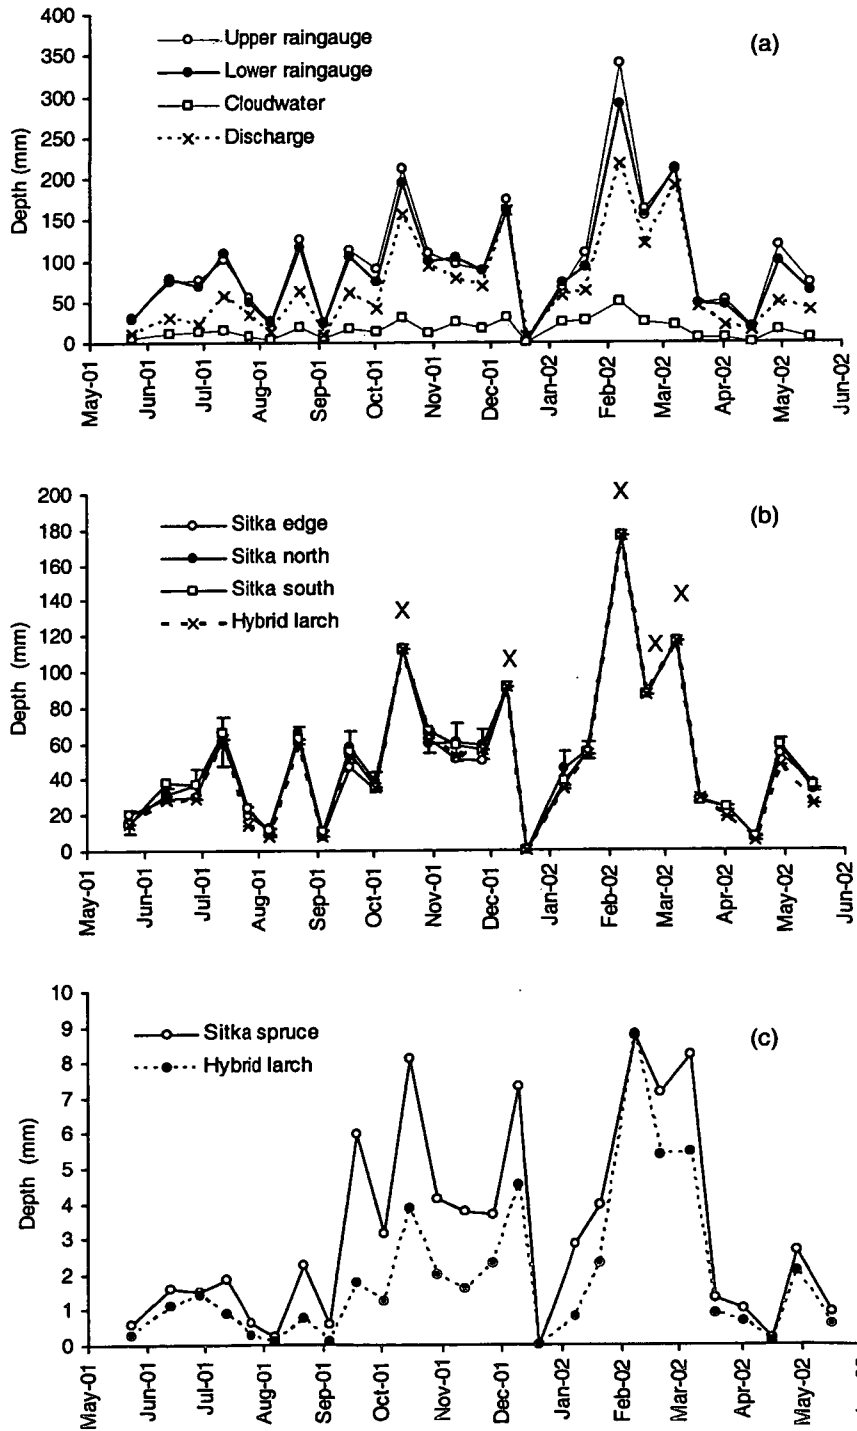 400
350
300
250
200
150
100
50
0
Depth (mm)
Upper raingauge
Lower raingauge
Cloudwater
Discharge
(a)
May-01
Jun-01
Jul-01
Aug-01
Sep-01
Oct-01
Nov-01
Dec-01
Jan-02
Feb-02
Mar-02
Apr-02
May-02
Jun-02
200
180
160
140
120
100
80
60
40
20
0
Depth (mm)
Sitka edge
Sitka north
Sitka south
Hybrid larch
(b)
X
X
X
X
X
May-01
Jun-01
Jul-01
Aug-01
Sep-01
Oct-01
Nov-01
Dec-01
Jan-02
Feb-02
Mar-02
Apr-02
May-02
Jun-02
10
9
8
7
6
5
4
3
2
1
0
Depth (mm)
Sitka spruce
Hybrid larch
(c)
May-01
Jun-01
Jul-01
Aug-01
Sep-01
Oct-01
Nov-01
Dec-01
Jan-02
Feb-02
Mar-02
Apr-02
May-02